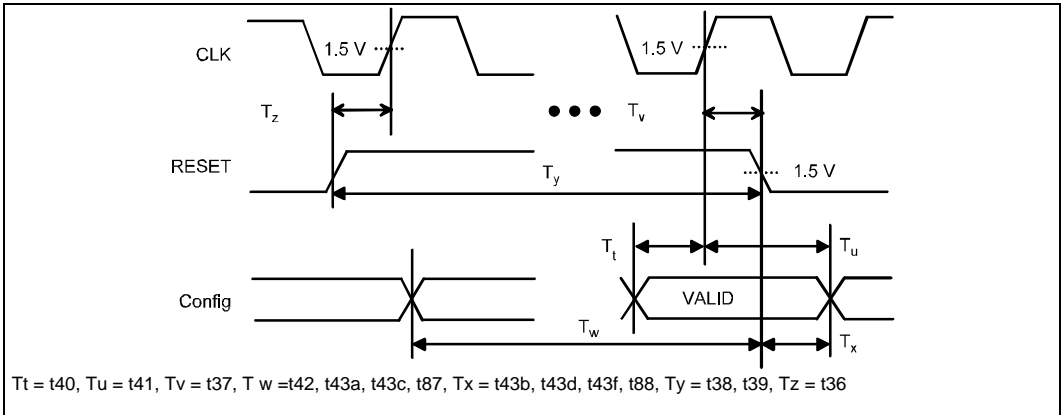 CLK
1.5 V
1.5 V
Tz
Tv
RESET
Ty
1.5 V
Tt
Tu
Config
VALID
Tw
Tx
Tt = t40, Tu = t41, Tv = t37, T w =t42, t43a, t43c, t87, Tx = t43b, t43d, t43f, t88, Ty = t38, t39, Tz = t36